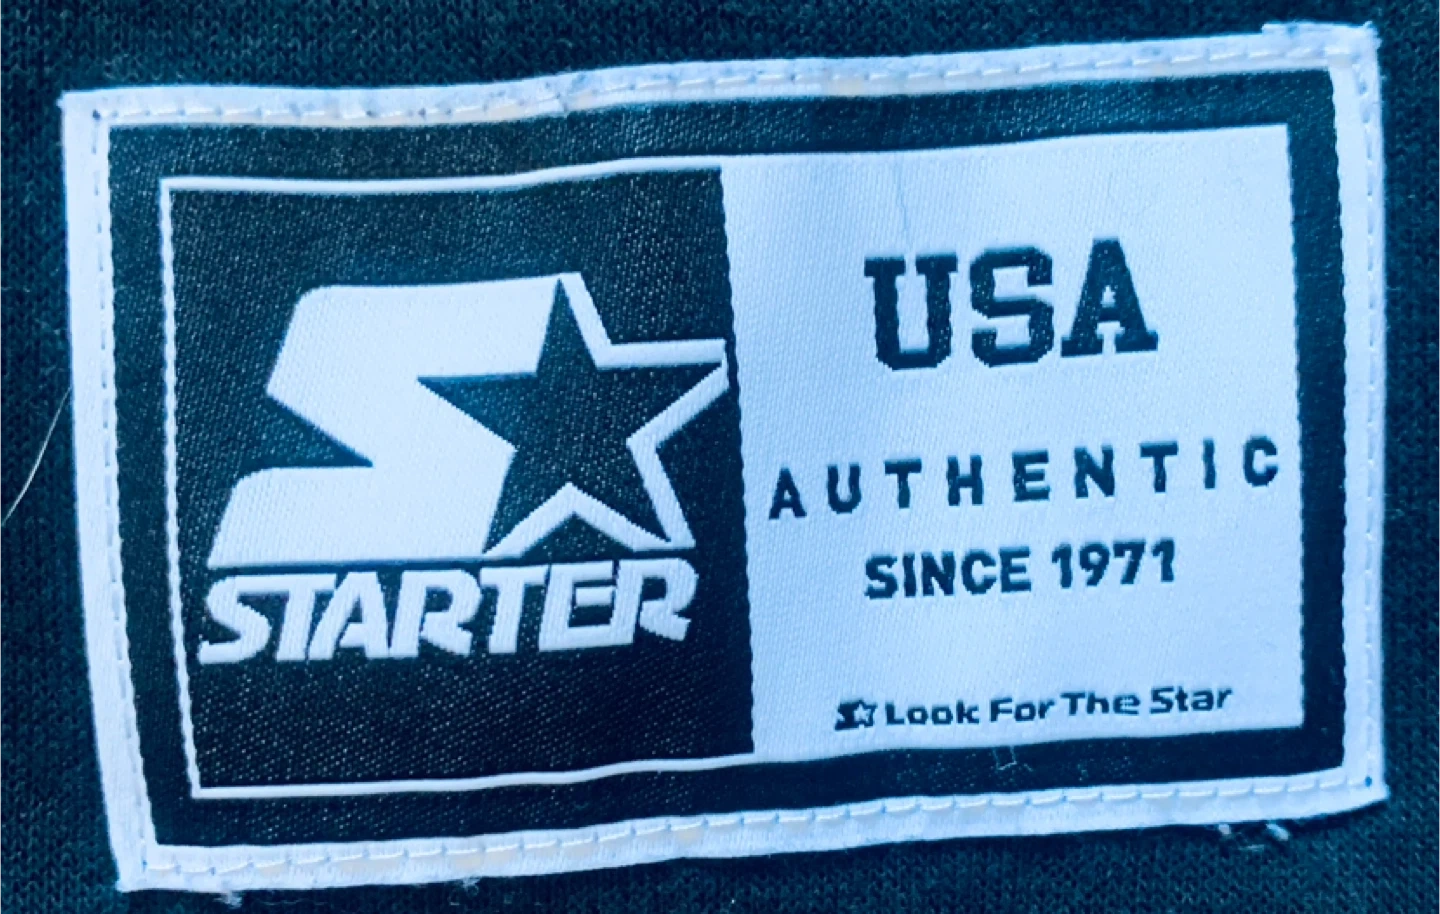 STARTER
USA
AUTHENTIC
SINCE 1971
Look For The Star